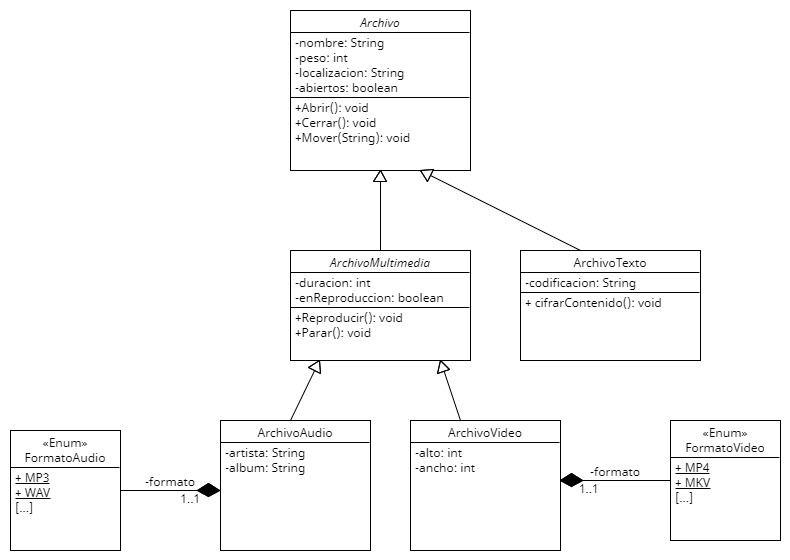 Archivo
-nombre: String
-peso: int
-localizacion: String
-abiertos: boolean
+Abrir(): void
+Cerrar(): void
+Mover(String): void
ArchivoMultimedia
-duracion: int
-enReproduccion: boolean
+Reproducir(): void
+Parar(): void
ArchivoTexto
-codificacion: String
+ cifrarContenido(): void
«Enum»
FormatoAudio
+ MP3
+ WAV
[...]
-formato
1..1
ArchivoAudio
-artista: String
-album: String
ArchivoVideo
-alto: int
-ancho: int
-formato
1..1
«Enum»
FormatoVideo
+ MP4
+ MKV
[...]